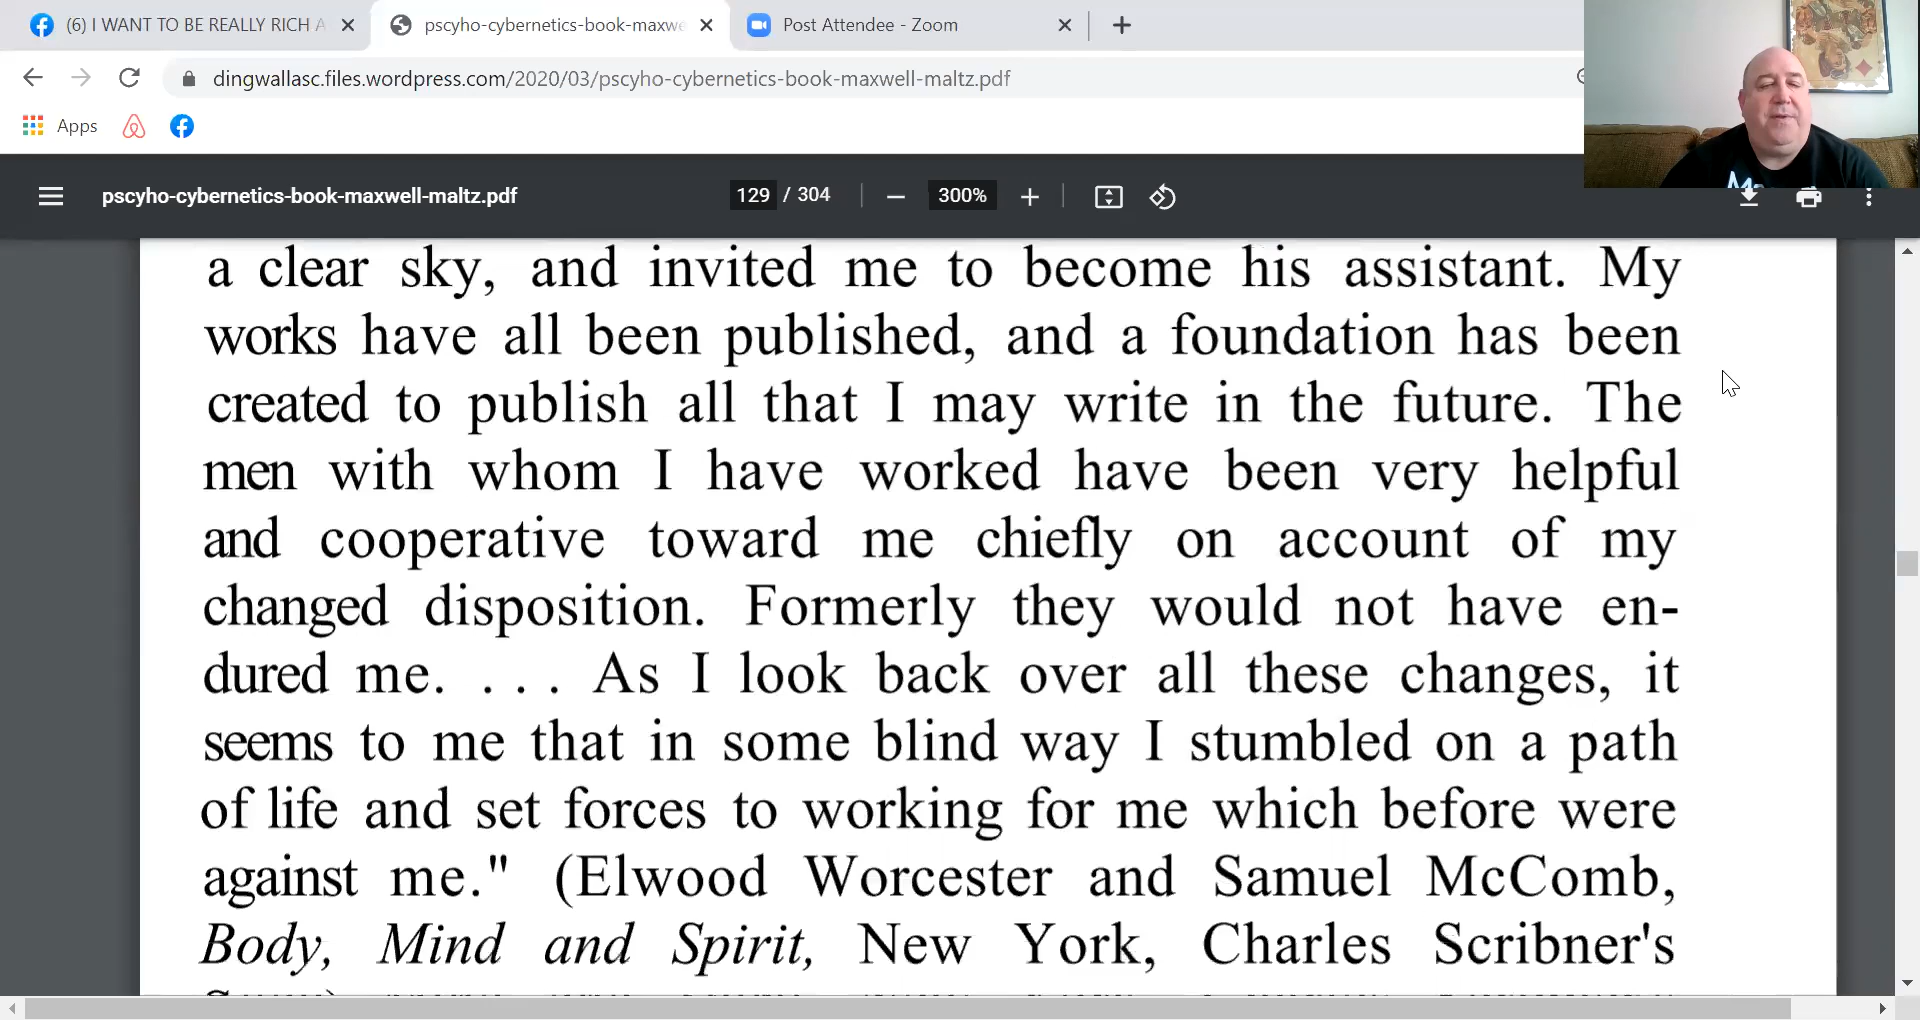 (6) I WANT TO BE REALLY RICH A
pscyho-cybernetics-book-maxwe
Post Attendee - Zoom
dingwallasc.files.wordpress.com/2020/03/pscyho-cybernetics-book-maxwell-maltz.pdf
Apps
pscyho-cybernetics-book-maxwell-maltz.pdf
129 / 304
300%
a clear sky, and invited me to become his assistant. My
works have all been published, and a foundation has been
created to publish all that I may write in the future. The
men with whom I have worked have been very helpful
and cooperative toward me chiefly on account of my
changed disposition. Formerly they would not have en-
dured me. . . . As I look back over all these changes, it
seems to me that in some blind way I stumbled on a path
of life and set forces to working for me which before were
against me." (Elwood Worcester and Samuel McComb,
Body, Mind and Spirit, New York, Charles Scribner's